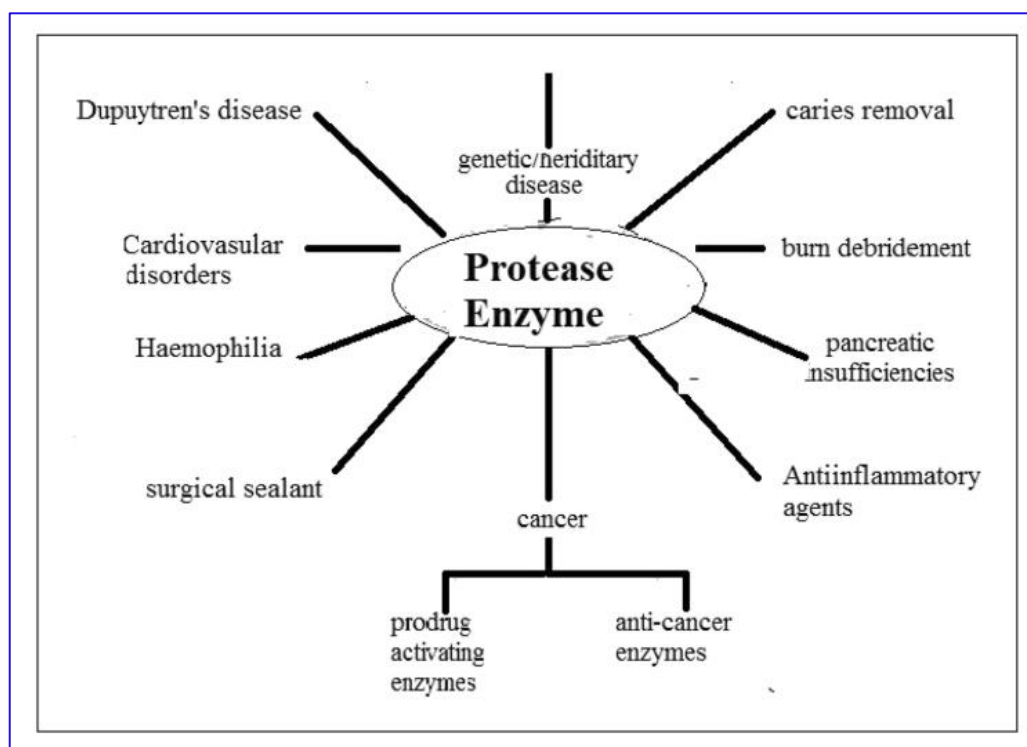 Dupuytren's disease
caries removal
genetic/heriditary
disease
Cardiovasular
disorders
Protease
Enzyme
burn debridement
Haemophilia
pancreatic
insufficiencies
surgical sealant
Antiinflammatory
agents
cancer
prodrug
activating
enzymes
anti-cancer
enzymes